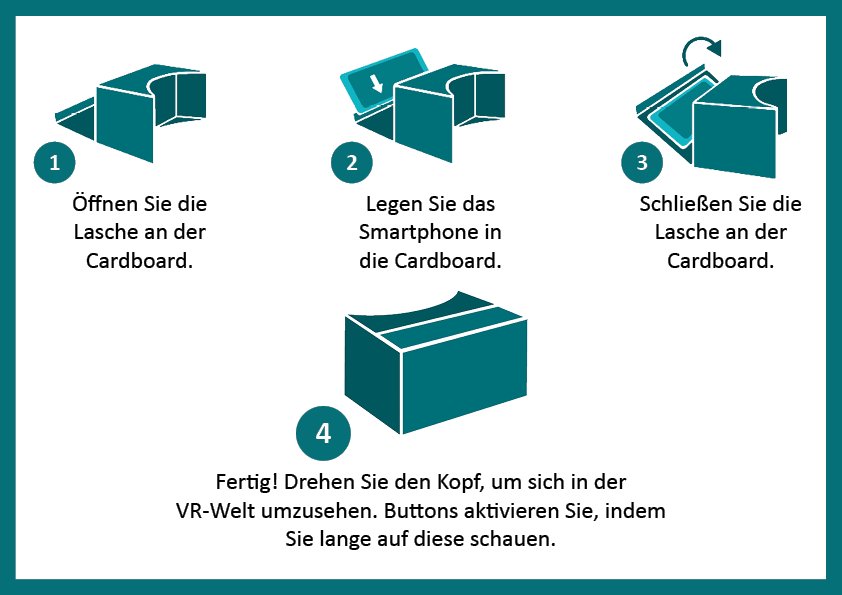 1
Öffnen Sie die
Lasche an der
Cardboard.
2
Legen Sie das
Smartphone in
die Cardboard.
3
Schließen Sie die
Lasche an der
Cardboard.
4
Fertig! Drehen Sie den Kopf, um sich in der
VR-Welt umzusehen. Buttons aktivieren Sie, indem
Sie lange auf diese schauen.